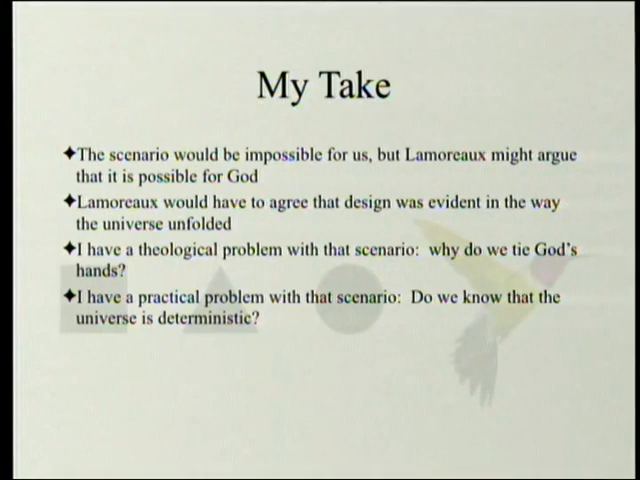 My Take
✦The scenario would be impossible for us, but Lamoreaux might argue
that it is possible for God
✦Lamoreaux would have to agree that design was evident in the way
the universe unfolded
✦I have a theological problem with that scenario:  why do we tie God's
hands?
✦I have a practical problem with that scenario:  Do we know that the
universe is deterministic?